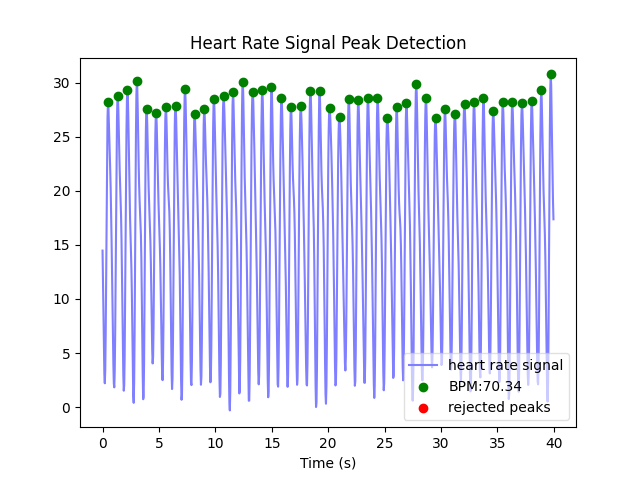 Heart Rate Signal Peak Detection
30
25
20
15
10
5
0
heart rate signal
BPM:70.34
rejected peaks
0 5 10 15 20 25 30 35 40
Time (s)